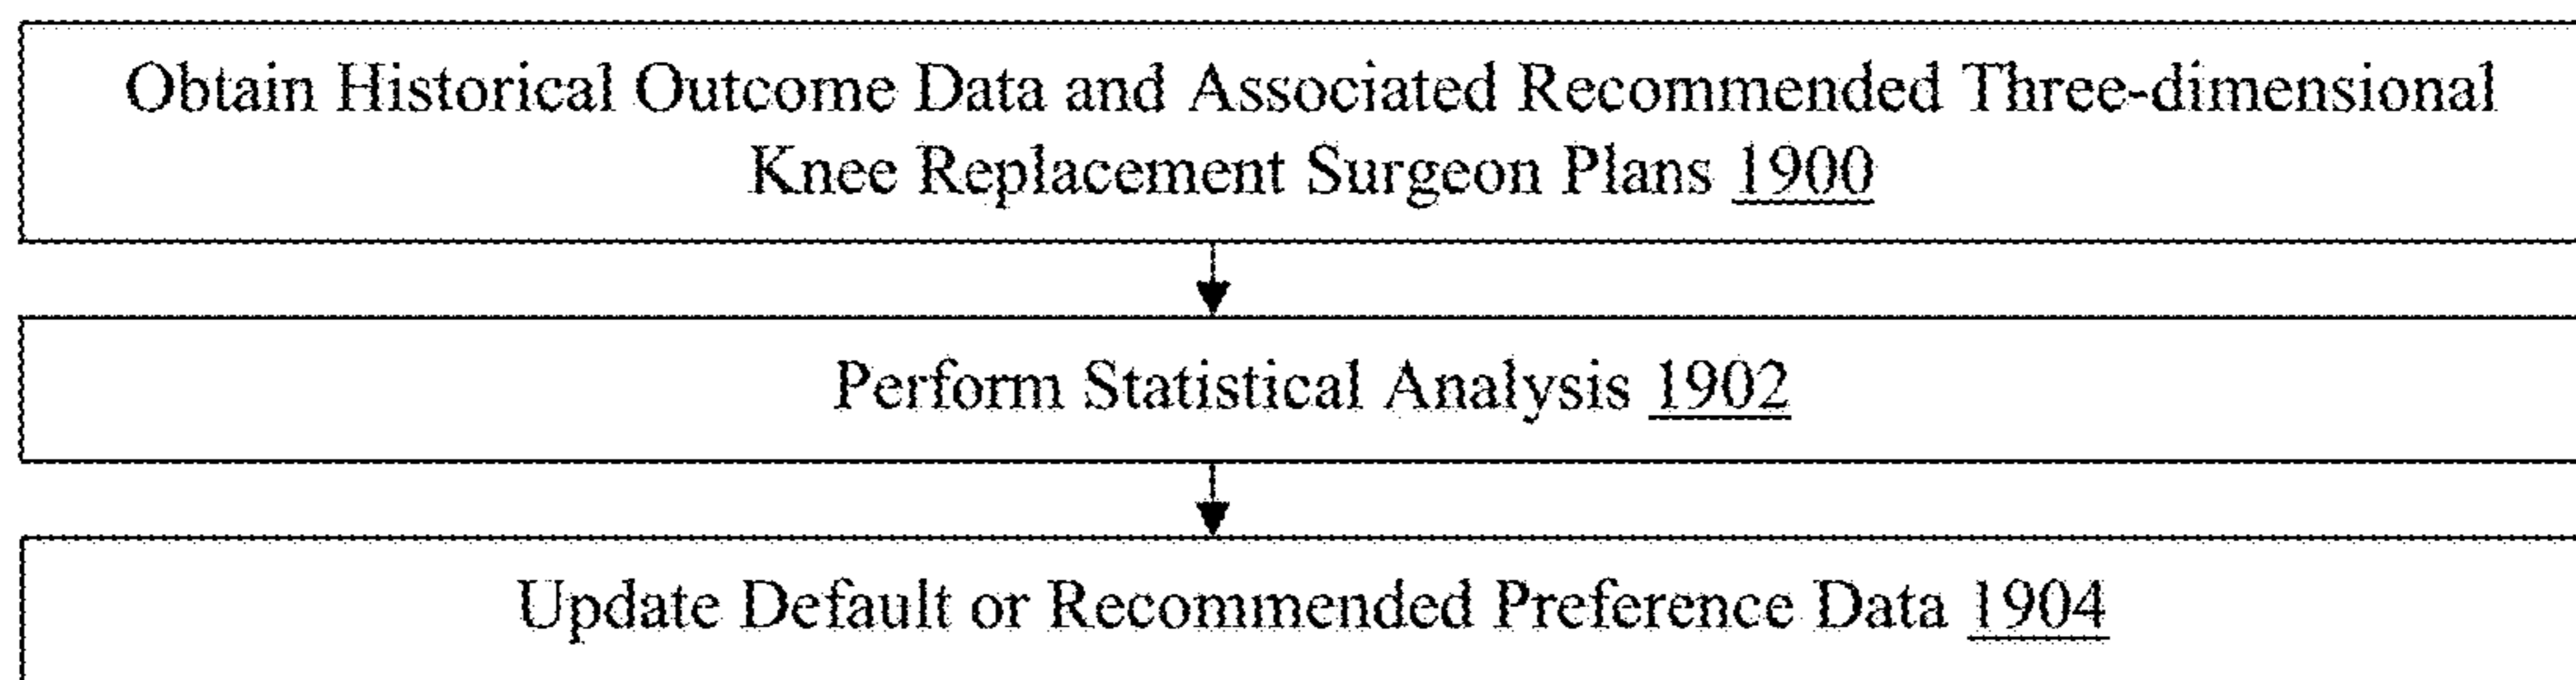 Obtain Historical Outcome Data and Associated Recommended Three-dimensional
Knee Replacement Surgeon Plans 1900
Perform Statistical Analysis 1902
Update Default or Recommended Preference Data 1904